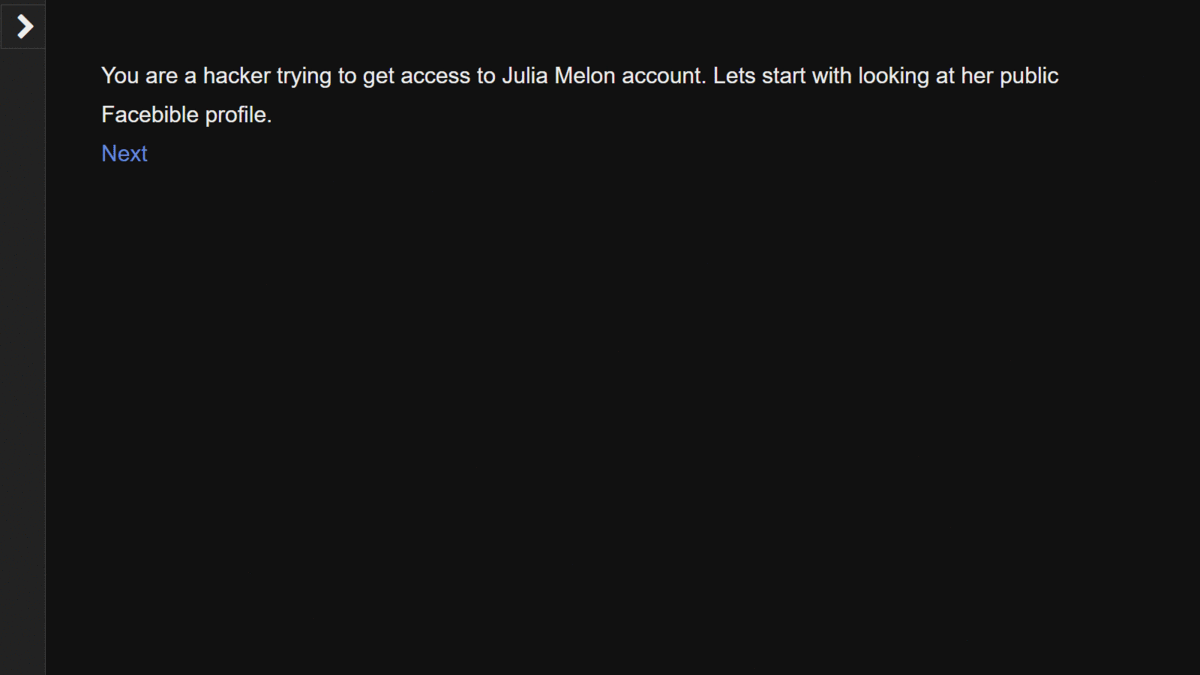 You are a hacker trying to get access to Julia Melon account. Lets start with looking at her public
Facebible profile.
Next